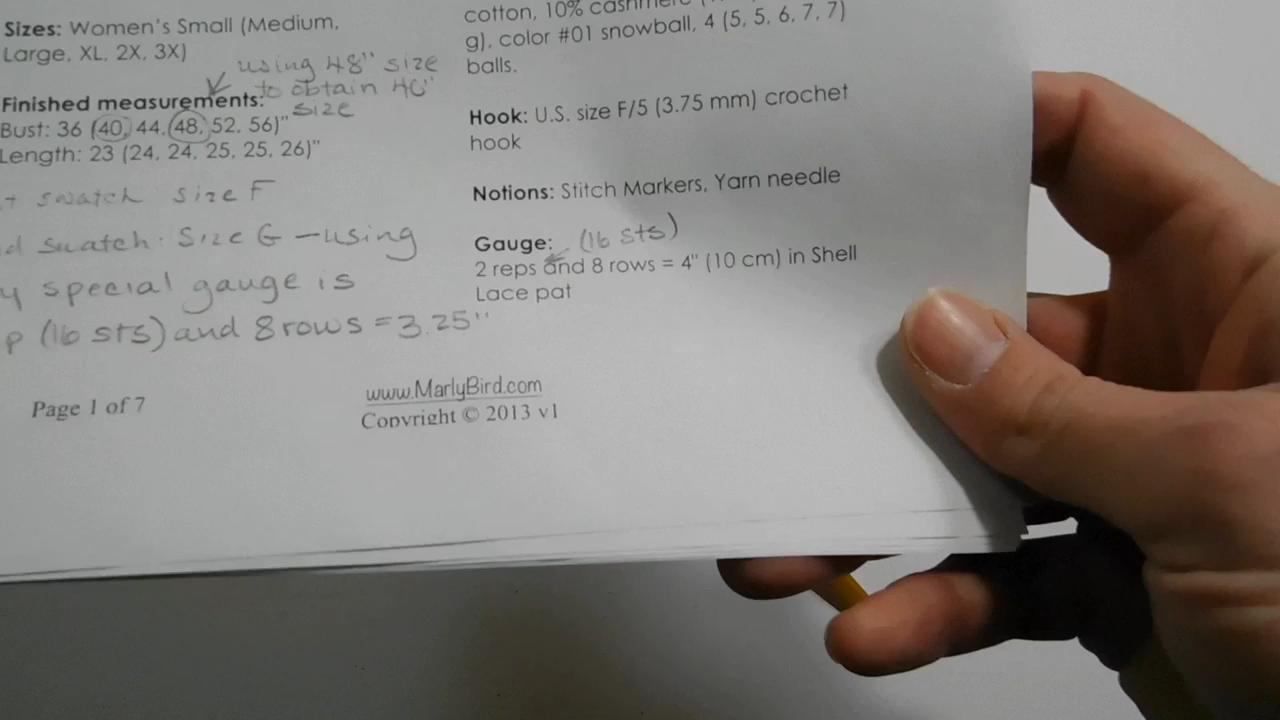 Sizes: Women's Small (Medium,
Large, XL, 2X, 3X)
using 48" size
to obtain 40"
size
Finished measurements:
Bust: 36 (40, 44, 48, 52, 56)"
Length: 23 (24, 24, 25, 25, 26)"
swatch size F
swatch: Size G - using
special gauge is
(16 sts) and 8 rows = 3.25"
cotton, 10% cashmere
g), color #01 snowball, 4 (5, 5, 6, 7, 7)
balls.
Hook: U.S. size F/5 (3.75 mm) crochet
hook
Notions: Stitch Markers, Yarn needle
Gauge: (16 sts)
2 reps and 8 rows = 4" (10 cm) in Shell
Lace pat
Page 1 of 7
www.MarlyBird.com
Copyright © 2013 v1